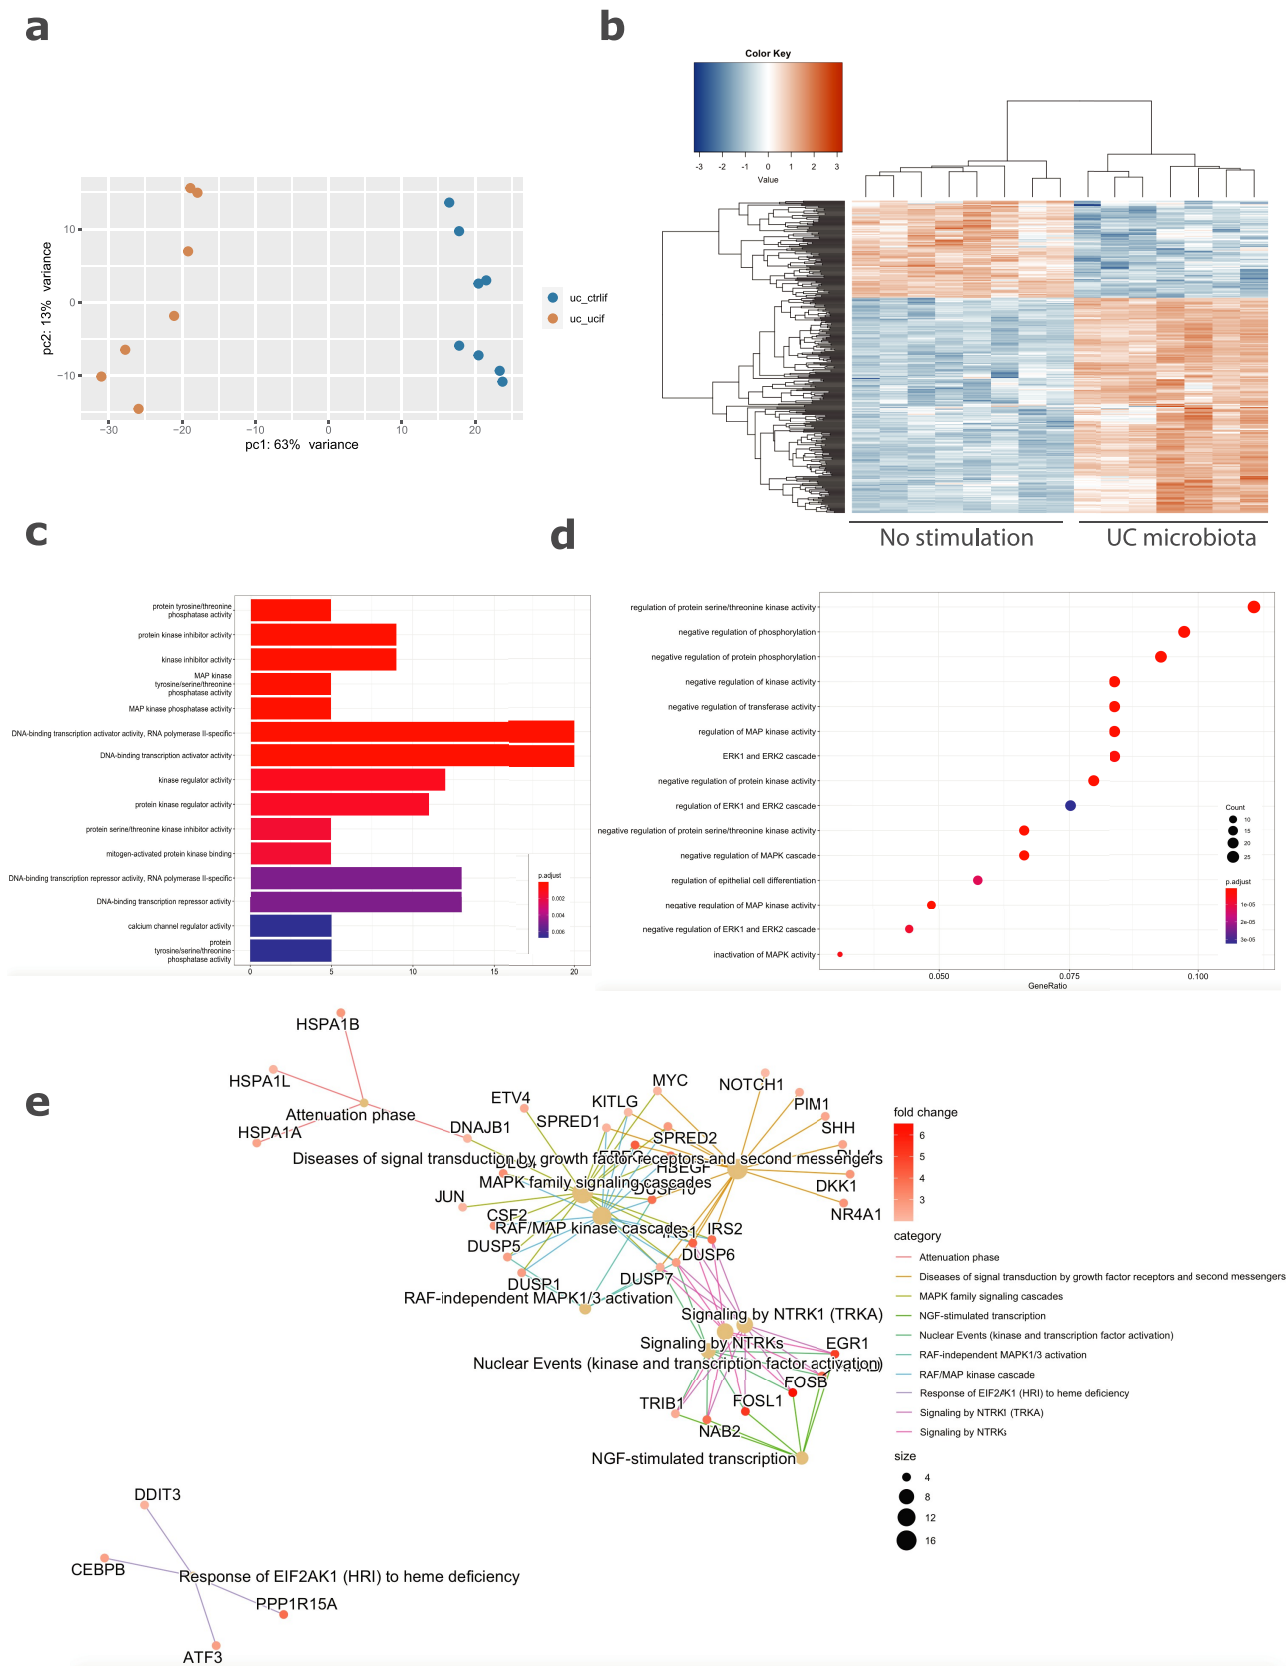 a
b
Color Key
-3 -2 -1 0 1 2 3
Value
10
0
−10
pc2: 13% variance
−30 −20 −10 0 10 20
pc1: 63% variance
uc_ctrlif
uc_ucif
No stimulation
UC microbiota
c
protein tyrosine/threonine
phosphatase activity
protein kinase inhibitor activity
kinase inhibitor activity
MAP kinase
tyrosine/serine/threonine
phosphatase activity
MAP kinase phosphatase activity
DNA-binding transcription activator activity, RNA polymerase II-specific
DNA-binding transcription activator activity
kinase regulator activity
protein kinase regulator activity
protein serine/threonine kinase inhibitor activity
mitogen-activated protein kinase binding
DNA-binding transcription repressor activity, RNA polymerase II-specific
DNA-binding transcription repressor activity
calcium channel regulator activity
protein
tyrosine/serine/threonine
phosphatase activity
0 5 10 15 20
p.adjust
0.002
0.004
0.006
d
regulation of protein serine/threonine kinase activity
negative regulation of phosphorylation
negative regulation of protein phosphorylation
negative regulation of kinase activity
negative regulation of transferase activity
regulation of MAP kinase activity
ERK1 and ERK2 cascade
negative regulation of protein kinase activity
regulation of ERK1 and ERK2 cascade
negative regulation of protein serine/threonine kinase activity
negative regulation of MAPK cascade
regulation of epithelial cell differentiation
negative regulation of MAP kinase activity
negative regulation of ERK1 and ERK2 cascade
inactivation of MAPK activity
0.050 0.075 0.100
GeneRatio
Count
10
15
20
25
p.adjust
1e-05
2e-05
3e-05
e
HSPA1B
HSPA1L
Attenuation phase
HSPA1A
DNAJB1
ETV4
SPRED1
KITLG
MYC
SPRED2
NOTCH1
PIM1
SHH
Diseases of signal transduction by growth factor receptors and second messengers
HBEGF
MAPK family signaling cascades
DKK1
NR4A1
JUN
CSF2
RAF/MAP kinase cascade
IRS2
DUSP5
DUSP6
DUSP1
DUSP7
RAF-independent MAPK1/3 activation
Signaling by NTRK1 (TRKA)
Signaling by NTRKs
EGR1
Nuclear Events (kinase and transcription factor activation)
FOSB
TRIB1
FOSL1
NAB2
NGF-stimulated transcription
DDIT3
CEBPB
Response of EIF2AK1 (HRI) to heme deficiency
PPP1R15A
ATF3
fold change
6
5
4
3
category
Attenuation phase
Diseases of signal transduction by growth factor receptors and second messengers
MAPK family signaling cascades
NGF-stimulated transcription
Nuclear Events (kinase and transcription factor activation)
RAF-independent MAPK1/3 activation
RAF/MAP kinase cascade
Response of EIF2AK1 (HRI) to heme deficiency
Signaling by NTRK1 (TRKA)
Signaling by NTRKs
size
4
8
12
16